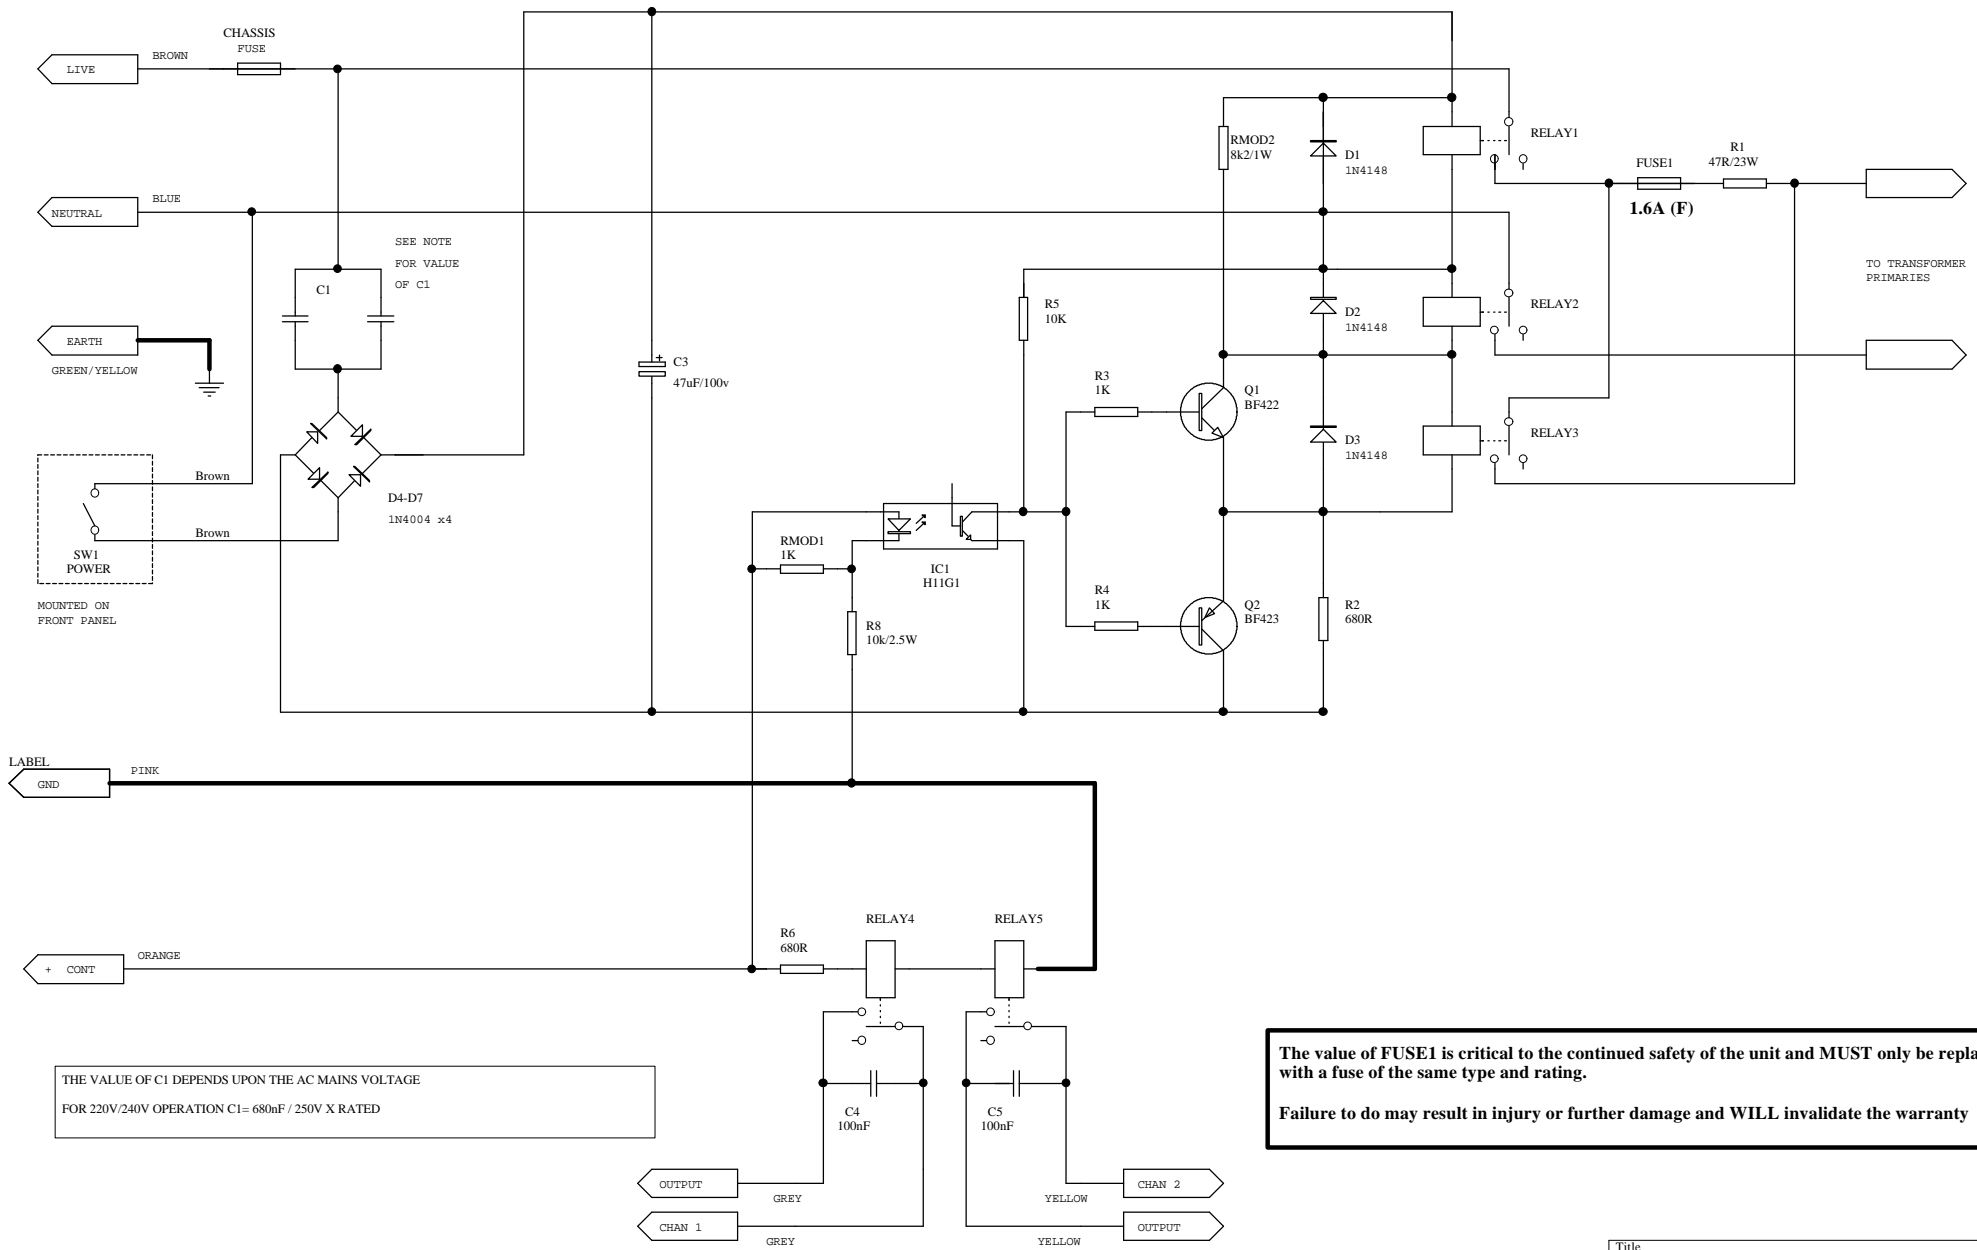 CHASSIS
FUSE
LIVE
BROWN
NEUTRAL
BLUE
SEE NOTE
FOR VALUE
OF C1
C1
EARTH
GREEN/YELLOW
Brown
Brown
SW1
POWER
MOUNTED ON
FRONT PANEL
D4-D7
1N4004 x4
+
C3
47uF/100v
RMOD2
8k2/1W
D1
1N4148
RELAY1
FUSE1
1.6A (F)
R1
47R/23W
TO TRANSFORMER
PRIMARIES
R5
10K
D2
1N4148
RELAY2
R3
1K
Q1
BF422
D3
1N4148
RELAY3
RMOD1
1K
IC1
H11G1
R4
1K
Q2
BF423
R2
680R
R8
10k/2.5W
LABEL
GND
PINK
+ CONT
ORANGE
R6
680R
RELAY4
RELAY5
C4
100nF
C5
100nF
OUTPUT
GREY
CHAN 1
GREY
YELLOW
CHAN 2
YELLOW
OUTPUT
THE VALUE OF C1 DEPENDS UPON THE AC MAINS VOLTAGE
FOR 220V/240V OPERATION C1= 680nF / 250V X RATED
The value of FUSE1 is critical to the continued safety of the unit and MUST only be repla
with a fuse of the same type and rating.
Failure to do may result in injury or further damage and WILL invalidate the warranty
Title